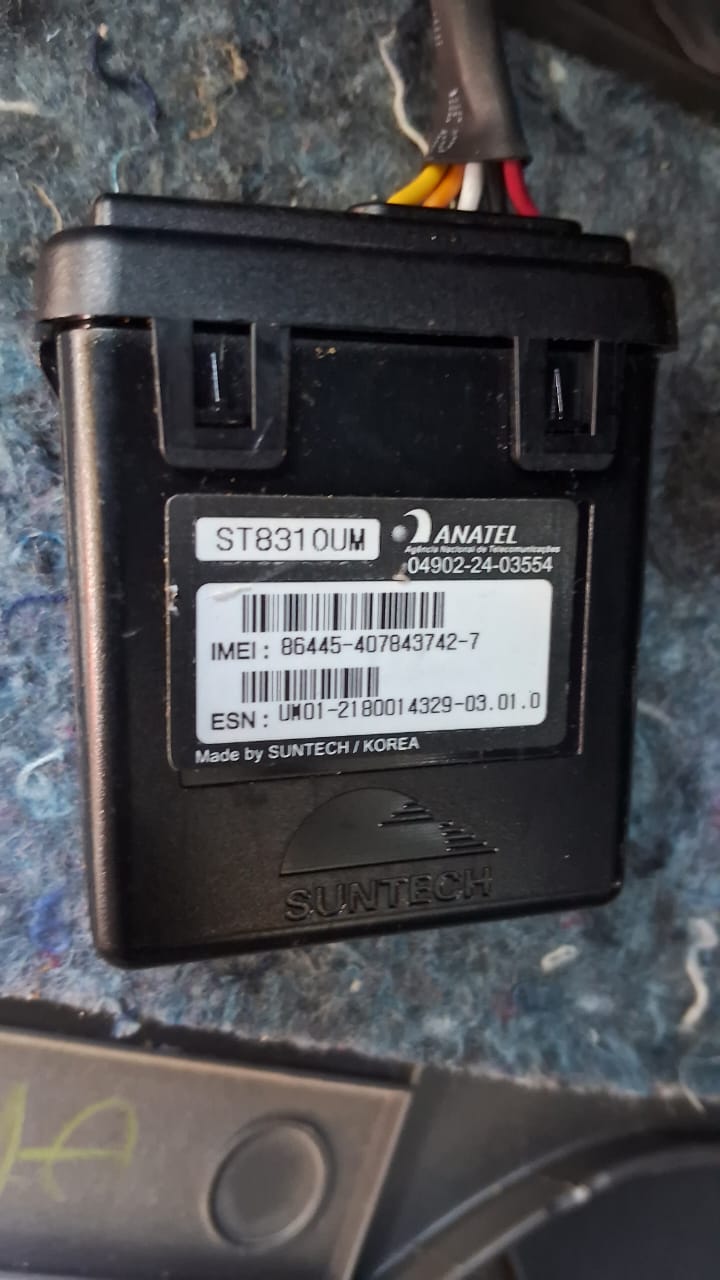 ST8310UM
ANATEL
Agência Nacional de Telecomunicações
04902-24-03554
IMEI : 86445-407843742-7
ESN : UM01-2180014329-03.01.0
Made by SUNTECH / KOREA
SUNTECH